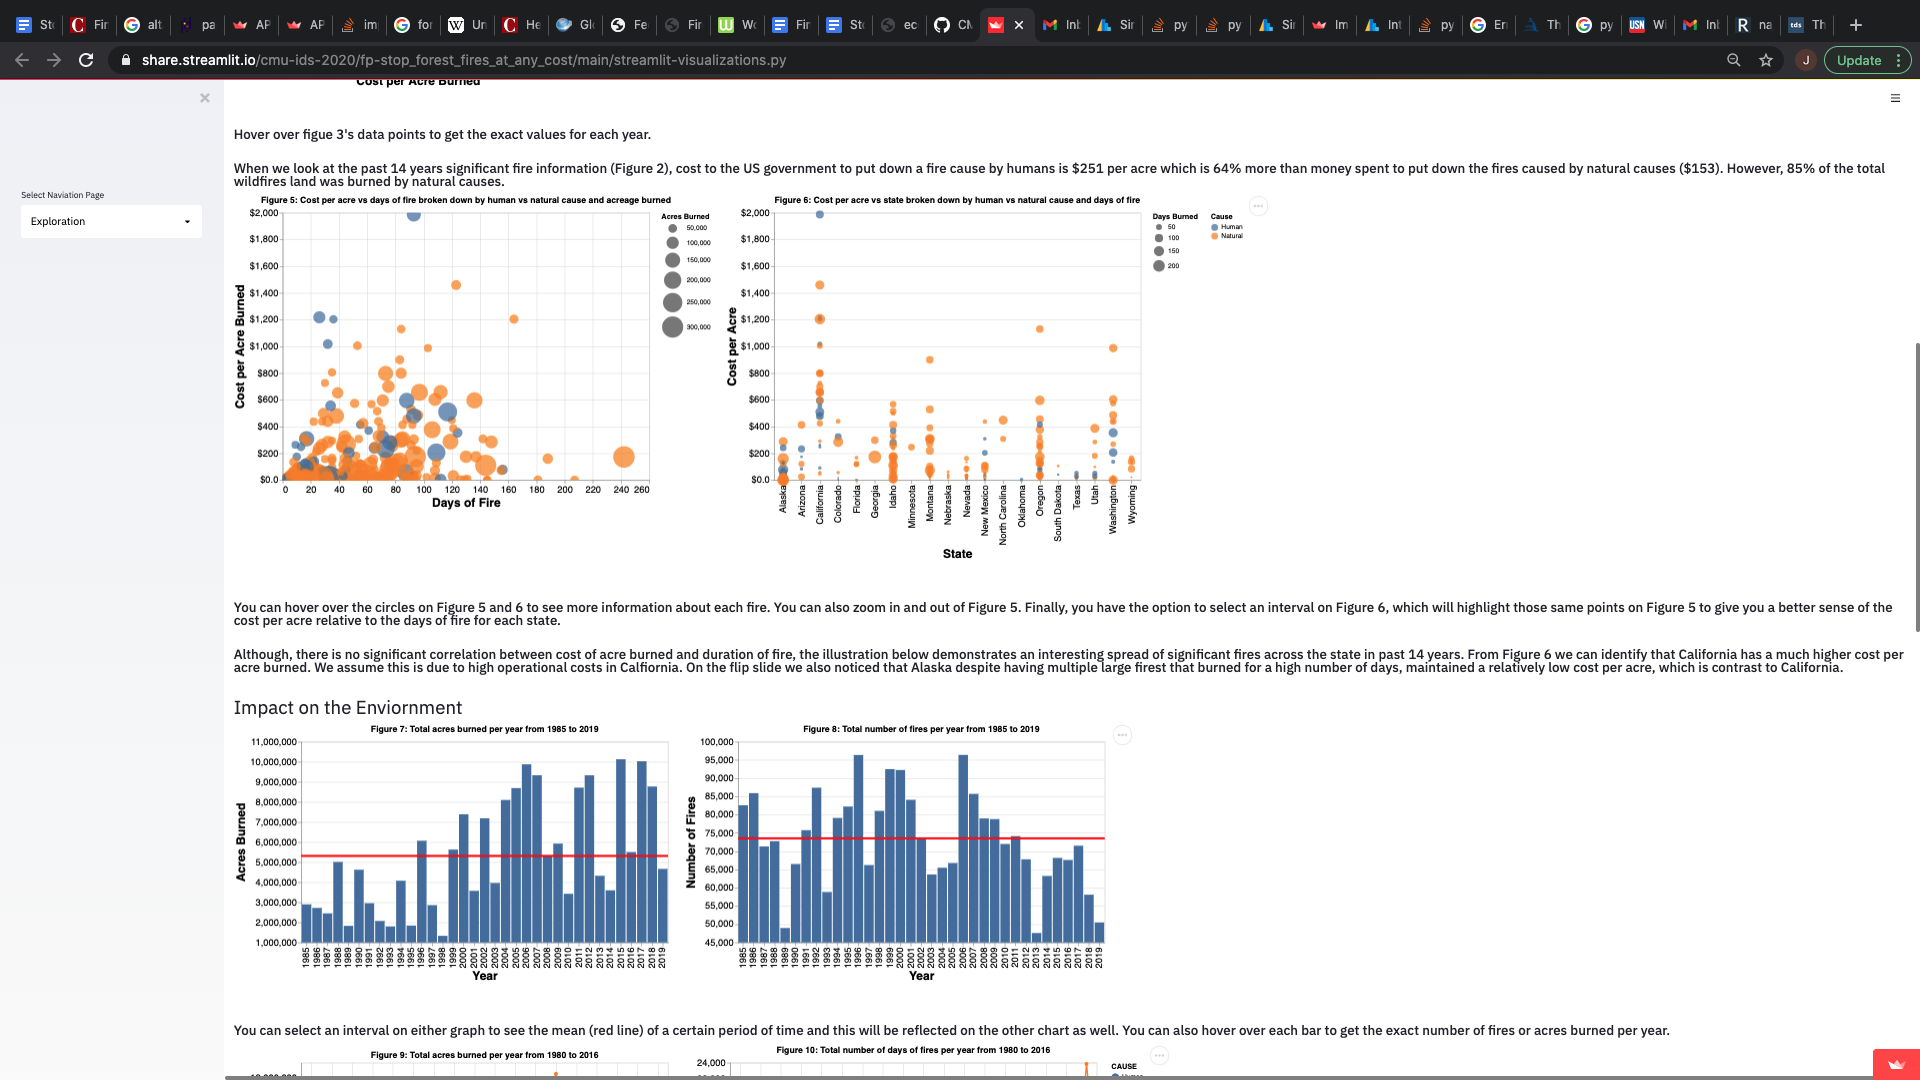 Sto
Fir
alt
pa
AP
AP
im
for
Un
He
Gl
Fe
Fir
Wo
Fir
Sto
ec
CM
Inb
Sir
py
py
Sir
Im
Int
py
Err
Th
py
USN
Wi
Inb
R
na
tds
Th
share.streamlit.io/cmu-ids-2020/fp-stop_forest_fires_at_any_cost/main/streamlit-visualizations.py
J
Update
Cost per Acre Burned
Select Naviation Page
Exploration
Hover over figue 3's data points to get the exact values for each year.
When we look at the past 14 years significant fire information (Figure 2), cost to the US government to put down a fire cause by humans is $251 per acre which is 64% more than money spent to put down the fires caused by natural causes ($153). However, 85% of the total
wildfires land was burned by natural causes.
Figure 5: Cost per acre vs days of fire broken down by human vs natural cause and acreage burned
$2,000
$1,800
$1,600
$1,400
$1,200
$1,000
$800
$600
$400
$200
$0.0
Cost per Acre Burned
0 20 40 60 80 100 120 140 160 180 200 220 240 260
Days of Fire
Acres Burned
50,000
100,000
150,000
200,000
250,000
300,000
Figure 6: Cost per acre vs state broken down by human vs natural cause and days of fire
$2,000
$1,800
$1,600
$1,400
$1,200
$1,000
$800
$600
$400
$200
$0.0
Cost per Acre
Alaska
Arizona
California
Colorado
Florida
Georgia
Idaho
Minnesota
Montana
Nebraska
Nevada
New Mexico
North Carolina
Oklahoma
Oregon
South Dakota
Texas
Utah
Washington
Wyoming
State
Days Burned
50
100
150
200
Cause
Human
Natural
You can hover over the circles on Figure 5 and 6 to see more information about each fire. You can also zoom in and out of Figure 5. Finally, you have the option to select an interval on Figure 6, which will highlight those same points on Figure 5 to give you a better sense of the
cost per acre relative to the days of fire for each state.
Although, there is no significant correlation between cost of acre burned and duration of fire, the illustration below demonstrates an interesting spread of significant fires across the state in past 14 years. From Figure 6 we can identify that California has a much higher cost per
acre burned. We assume this is due to high operational costs in Calfiornia. On the flip slide we also noticed that Alaska despite having multiple large firest that burned for a high number of days, maintained a relatively low cost per acre, which is contrast to California.
Impact on the Enviornment
Figure 7: Total acres burned per year from 1985 to 2019
11,000,000
10,000,000
9,000,000
8,000,000
7,000,000
6,000,000
5,000,000
4,000,000
3,000,000
2,000,000
1,000,000
Acres Burned
1985 1986 1987 1988 1989 1990 1991 1992 1993 1994 1995 1996 1997 1998 1999 2000 2001 2002 2003 2004 2005 2006 2007 2008 2009 2010 2011 2012 2013 2014 2015 2016 2017 2018 2019
Year
Figure 8: Total number of fires per year from 1985 to 2019
100,000
95,000
90,000
85,000
80,000
75,000
70,000
65,000
60,000
55,000
50,000
45,000
Number of Fires
1985 1986 1987 1988 1989 1990 1991 1992 1993 1994 1995 1996 1997 1998 1999 2000 2001 2002 2003 2004 2005 2006 2007 2008 2009 2010 2011 2012 2013 2014 2015 2016 2017 2018 2019
Year
You can select an interval on either graph to see the mean (red line) of a certain period of time and this will be reflected on the other chart as well. You can also hover over each bar to get the exact number of fires or acres burned per year.
Figure 9: Total acres burned per year from 1980 to 2016
Figure 10: Total number of days of fires per year from 1980 to 2016
24,000
CAUSE